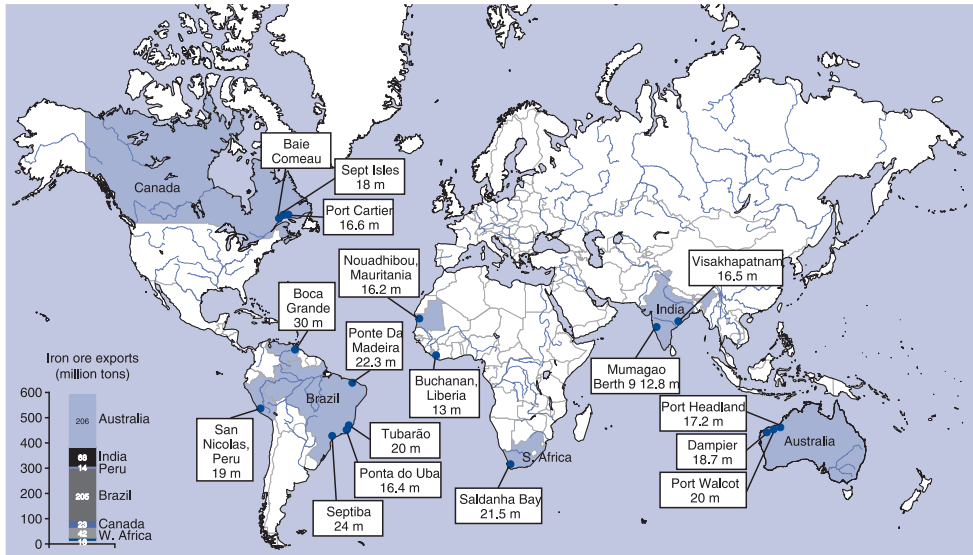 Baie
Comeau
Sept Isles
18 m
Canada
Port Cartier
16.6 m
Nouadhibou,
Mauritania
16.2 m
Visakhapatnam
16.5 m
Boca
Grande
30 m
India
Ponte Da
Madeira
22.3 m
Mumagao
Berth 9 12.8 m
Buchanan,
Liberia
13 m
Brazil
San
Nicolas,
Peru
19 m
Tubarão
20 m
Ponta do Uba
16.4 m
Septiba
24 m
S. Africa
Saldanha Bay
21.5 m
Port Headland
17.2 m
Dampier
18.7 m
Australia
Port Walcot
20 m
Iron ore exports
(million tons)
600
500
400
300
200
100
0
206
Australia
68
India
14
Peru
205
Brazil
23
Canada
42
W. Africa